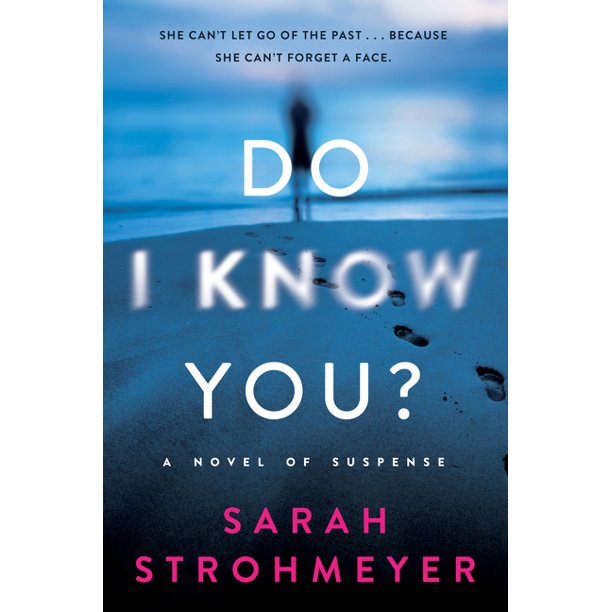 SHE CAN'T LET GO OF THE PAST . . . BECAUSE
SHE CAN'T FORGET A FACE.
DO
I KNOW
YOU?
A NOVEL OF SUSPENSE
SARAH
STROHMEYER